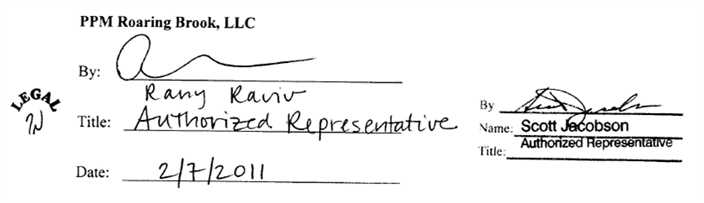 PPM Roaring Brook, LLC
By:
Rany Raviv
LEGAL
Title: Authorized Representative
Date: 2/7/2011
By
Name: Scott Jacobson
Title: Authorized Representative